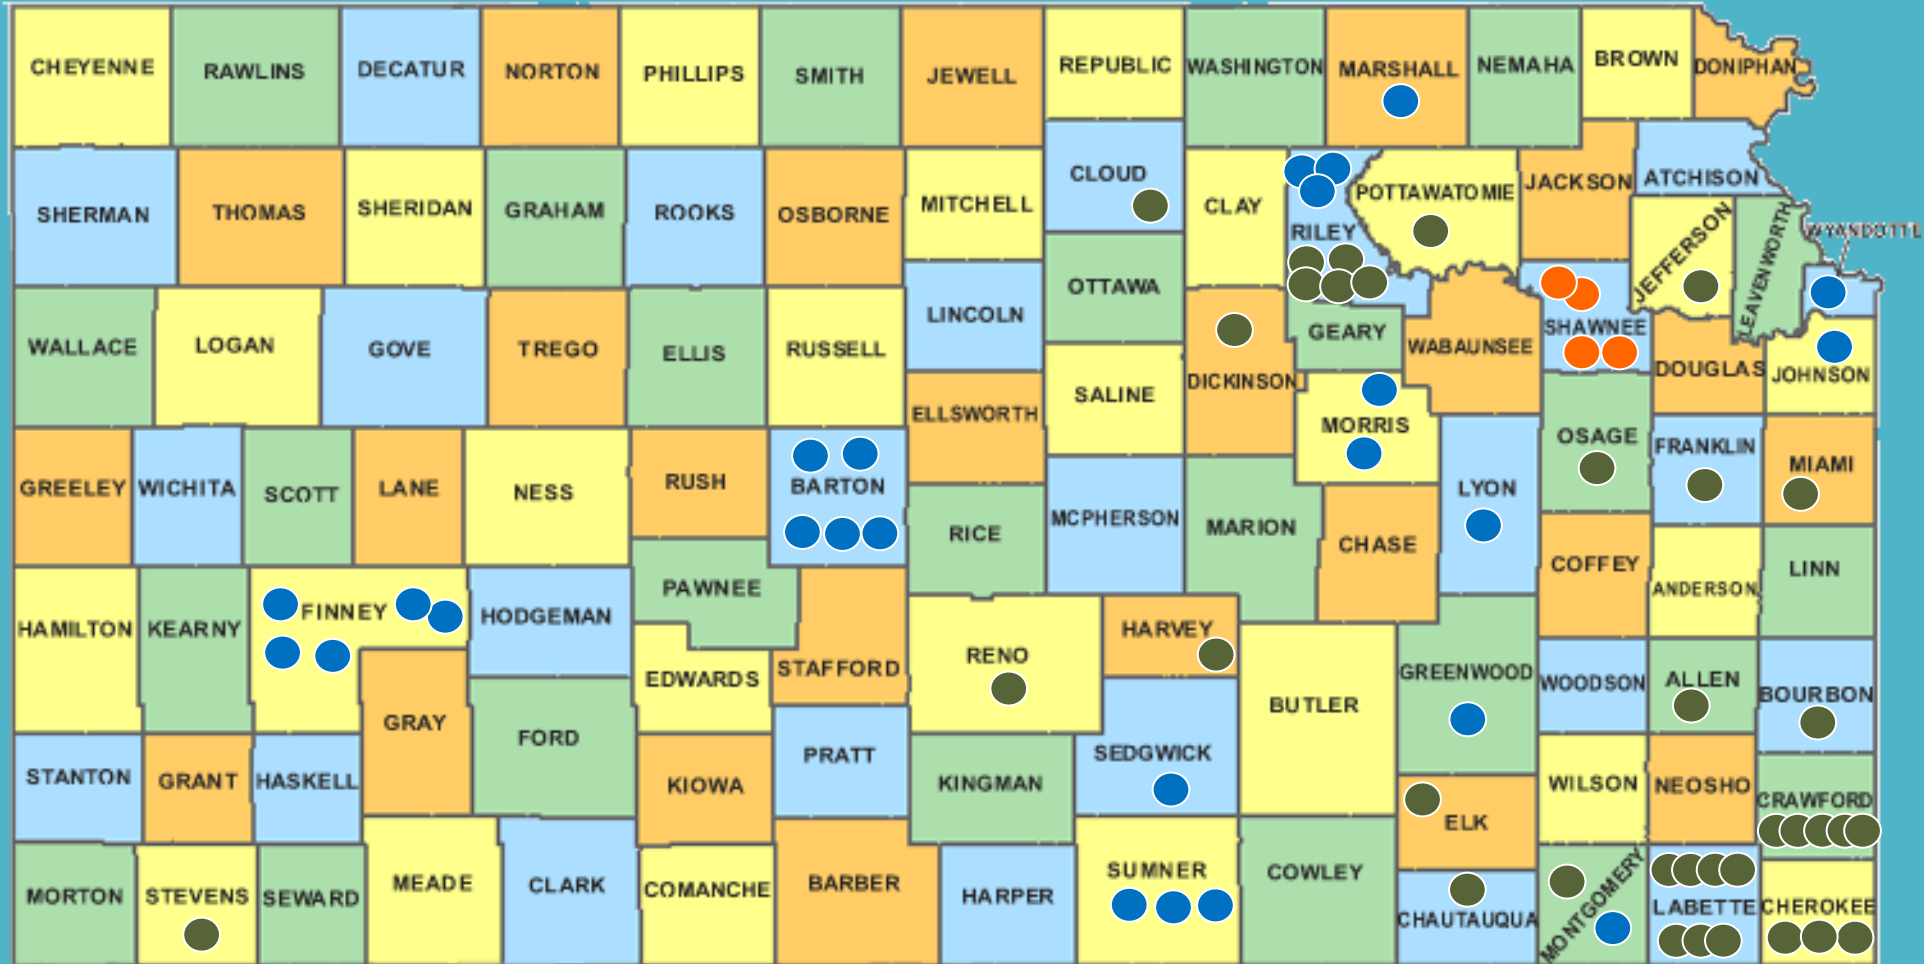 CHEYENNE
RAWLINS
DECATUR
NORTON
PHILLIPS
SMITH
JEWELL
REPUBLIC
WASHINGTON
MARSHALL
NEMAHA
BROWN
DONIPHAN
SHERMAN
THOMAS
SHERIDAN
GRAHAM
ROOKS
OSBORNE
MITCHELL
CLOUD
CLAY
RILEY
POTTAWATOMIE
JACKSON
ATCHISON
JEFFERSON
LEAVENWORTH
WYANDOTTE
WALLACE
LOGAN
GOVE
TREGO
ELLIS
RUSSELL
LINCOLN
OTTAWA
DICKINSON
GEARY
WABAUNSEE
SHAWNEE
DOUGLAS
JOHNSON
ELLSWORTH
SALINE
MORRIS
GREELEY
WICHITA
SCOTT
LANE
NESS
RUSH
BARTON
RICE
MCPHERSON
MARION
CHASE
LYON
OSAGE
FRANKLIN
MIAMI
HAMILTON
KEARNY
FINNEY
HODGEMAN
PAWNEE
STAFFORD
EDWARDS
RENO
HARVEY
BUTLER
GREENWOOD
COFFEY
ANDERSON
LINN
WOODSON
ALLEN
BOURBON
GRAY
FORD
STANTON
GRANT
HASKELL
KIOWA
PRATT
KINGMAN
SEDGWICK
ELK
WILSON
NEOSHO
CRAWFORD
MORTON
STEVENS
SEWARD
MEADE
CLARK
COMANCHE
BARBER
HARPER
SUMNER
COWLEY
CHAUTAUQUA
MONTGOMERY
LABETTE
CHEROKEE